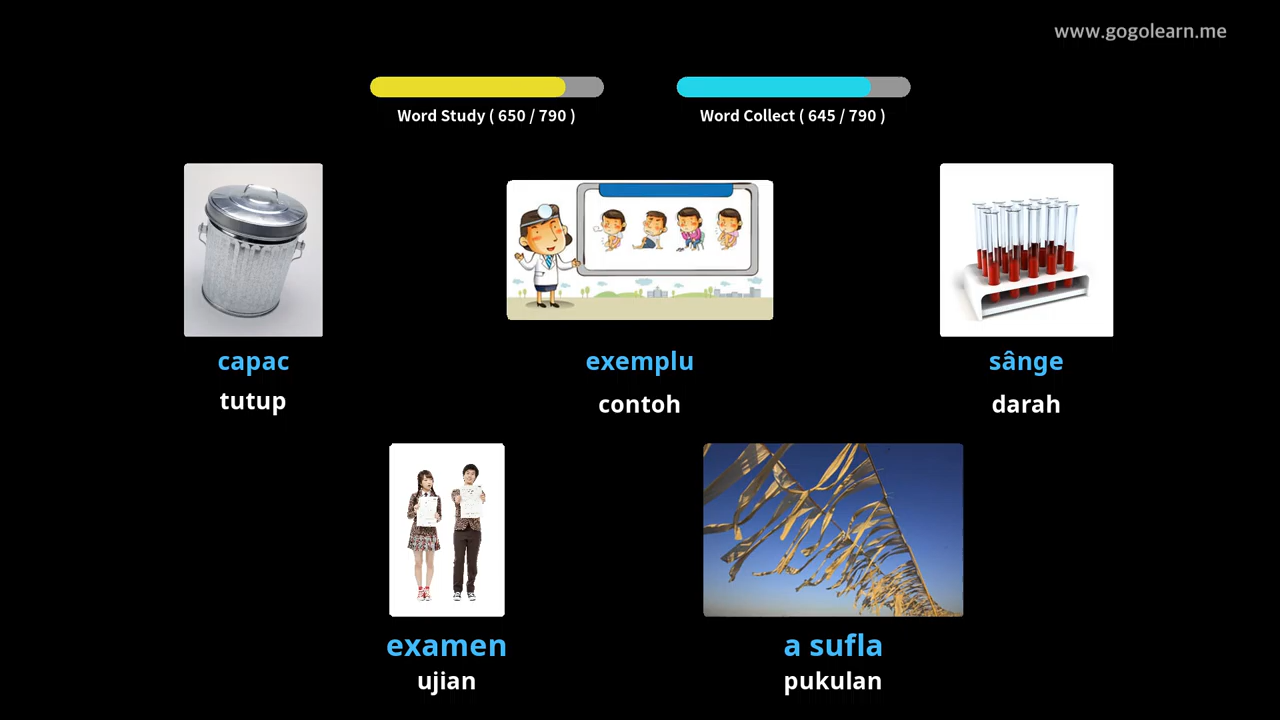 www.gogolearn.me
Word Study ( 650 / 790 )
Word Collect ( 645 / 790 )
capac
tutup
exemplu
contoh
sânge
darah
examen
ujian
a sufla
pukulan